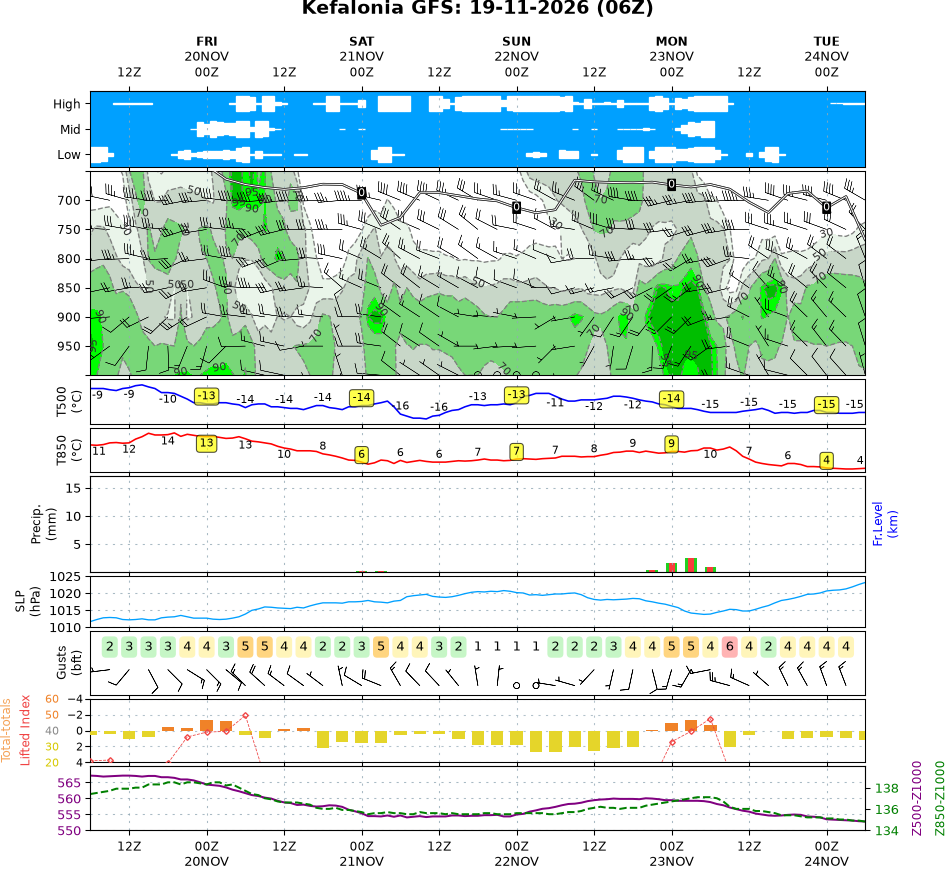 Kefalonia GFS: 19-11-2026 (06Z)
FRI SAT SUN MON TUE
20NOV 21NOV 22NOV 23NOV 24NOV
12Z 00Z 12Z 00Z 12Z 00Z 12Z 00Z 12Z 00Z
High
Mid
Low
700
750
800
850
900
950
0 0 0 0
T500
(°C)
-9 -9 -10 -13 -14 -14 -14 -14 -16 -16 -13 -13 -11 -12 -12 -14 -15 -15 -15 -15 -15
T850
(°C)
11 12 14 13 13 10 8 6 6 6 7 7 7 8 9 9 10 7 6 4 4
Precip.
(mm)
15
10
5
Fr.Level
(km)
SLP
(hPa)
1025
1020
1015
1010
Gusts
(bft)
2 3 3 3 4 4 3 5 5 4 4 2 2 3 5 4 4 3 2 1 1 1 1 2 2 2 3 4 4 5 5 4 6 4 2 4 4 4 4
Total-totals
Lifted Index
60 −4
50 −2
40 0
30 2
20 4
565
560
555
550
138
136
134
Z500-Z1000
Z850-Z1000
12Z 00Z 12Z 00Z 12Z 00Z 12Z 00Z 12Z 00Z
20NOV 21NOV 22NOV 23NOV 24NOV